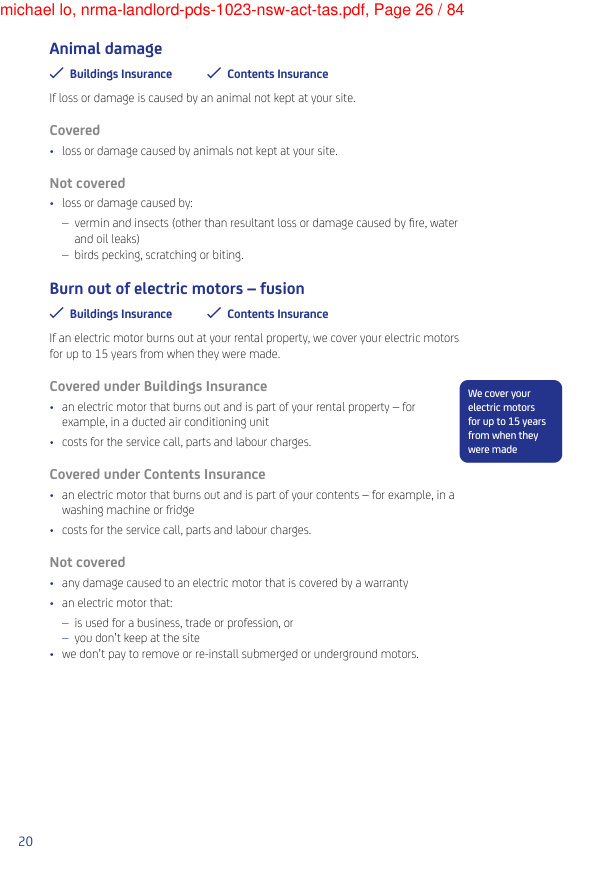 michael lo, nrma-landlord-pds-1023-nsw-act-tas.pdf, Page 26 / 84
Animal damage
Buildings Insurance Contents Insurance
If loss or damage is caused by an animal not kept at your site.
Covered
• loss or damage caused by animals not kept at your site.
Not covered
• loss or damage caused by:
– vermin and insects (other than resultant loss or damage caused by fire, water
and oil leaks)
– birds pecking, scratching or biting.
Burn out of electric motors – fusion
Buildings Insurance Contents Insurance
If an electric motor burns out at your rental property, we cover your electric motors
for up to 15 years from when they were made.
Covered under Buildings Insurance
• an electric motor that burns out and is part of your rental property – for
example, in a ducted air conditioning unit
• costs for the service call, parts and labour charges.
We cover your
electric motors
for up to 15 years
from when they
were made
Covered under Contents Insurance
• an electric motor that burns out and is part of your contents – for example, in a
washing machine or fridge
• costs for the service call, parts and labour charges.
Not covered
• any damage caused to an electric motor that is covered by a warranty
• an electric motor that:
– is used for a business, trade or profession, or
– you don't keep at the site
• we don't pay to remove or re-install submerged or underground motors.
20